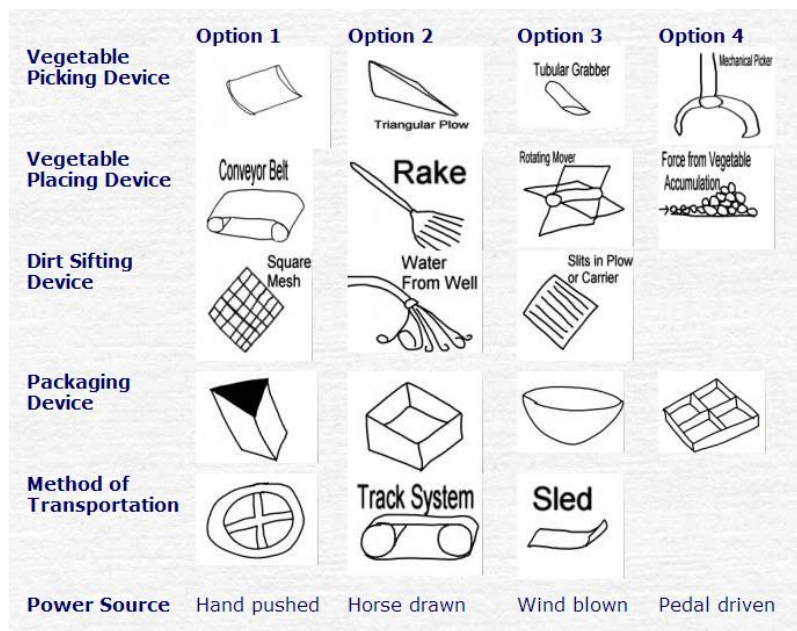 Option 1 Option 2 Option 3 Option 4
Vegetable
Picking Device
Triangular Plow
Tubular Grabber
Mechanical Picker
Vegetable
Placing Device
Conveyor Belt
Rake
Rotating Mover
Force from Vegetable
Accumulation
Dirt Sifting
Device
Square
Mesh
Water
From Well
Slits in Plow
or Carrier
Packaging
Device
Method of
Transportation
Track System
Sled
Power Source Hand pushed Horse drawn Wind blown Pedal driven